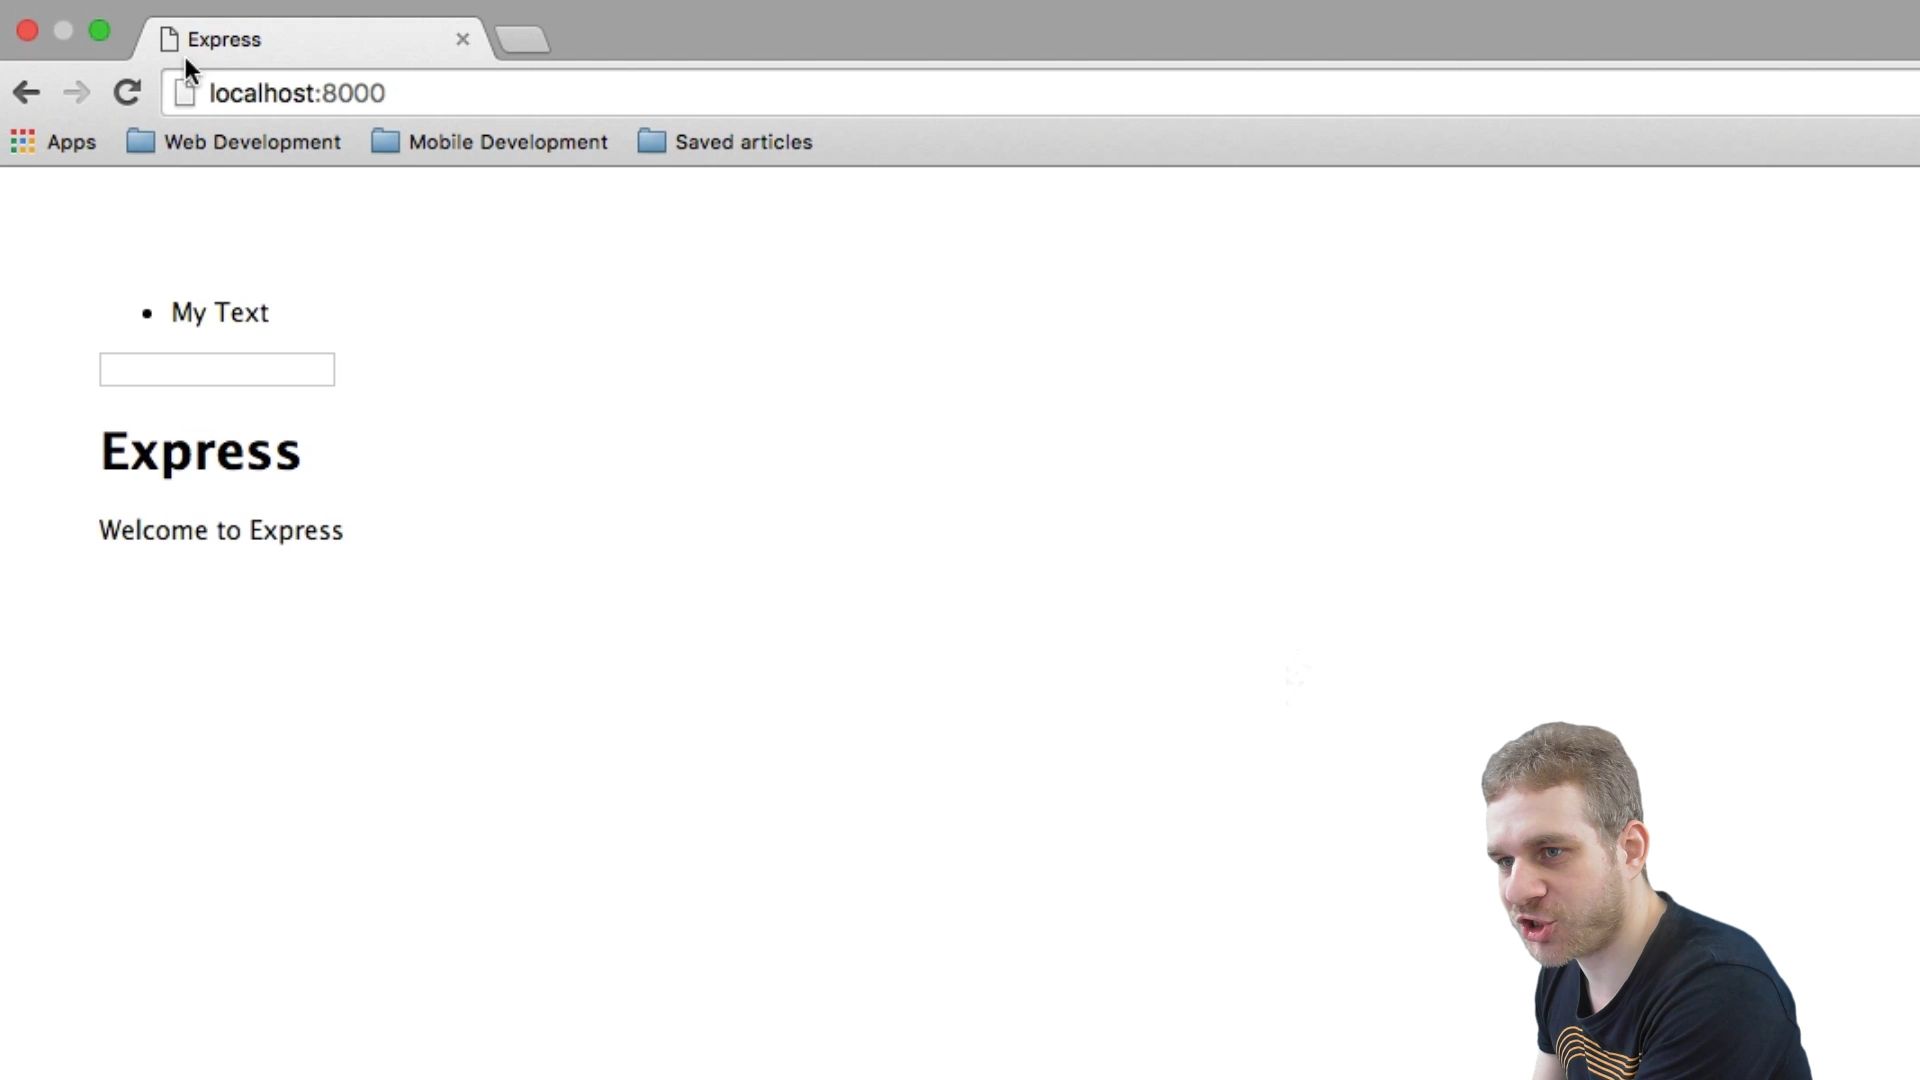 Express
localhost:8000
Apps Web Development Mobile Development Saved articles
My Text
Express
Welcome to Express